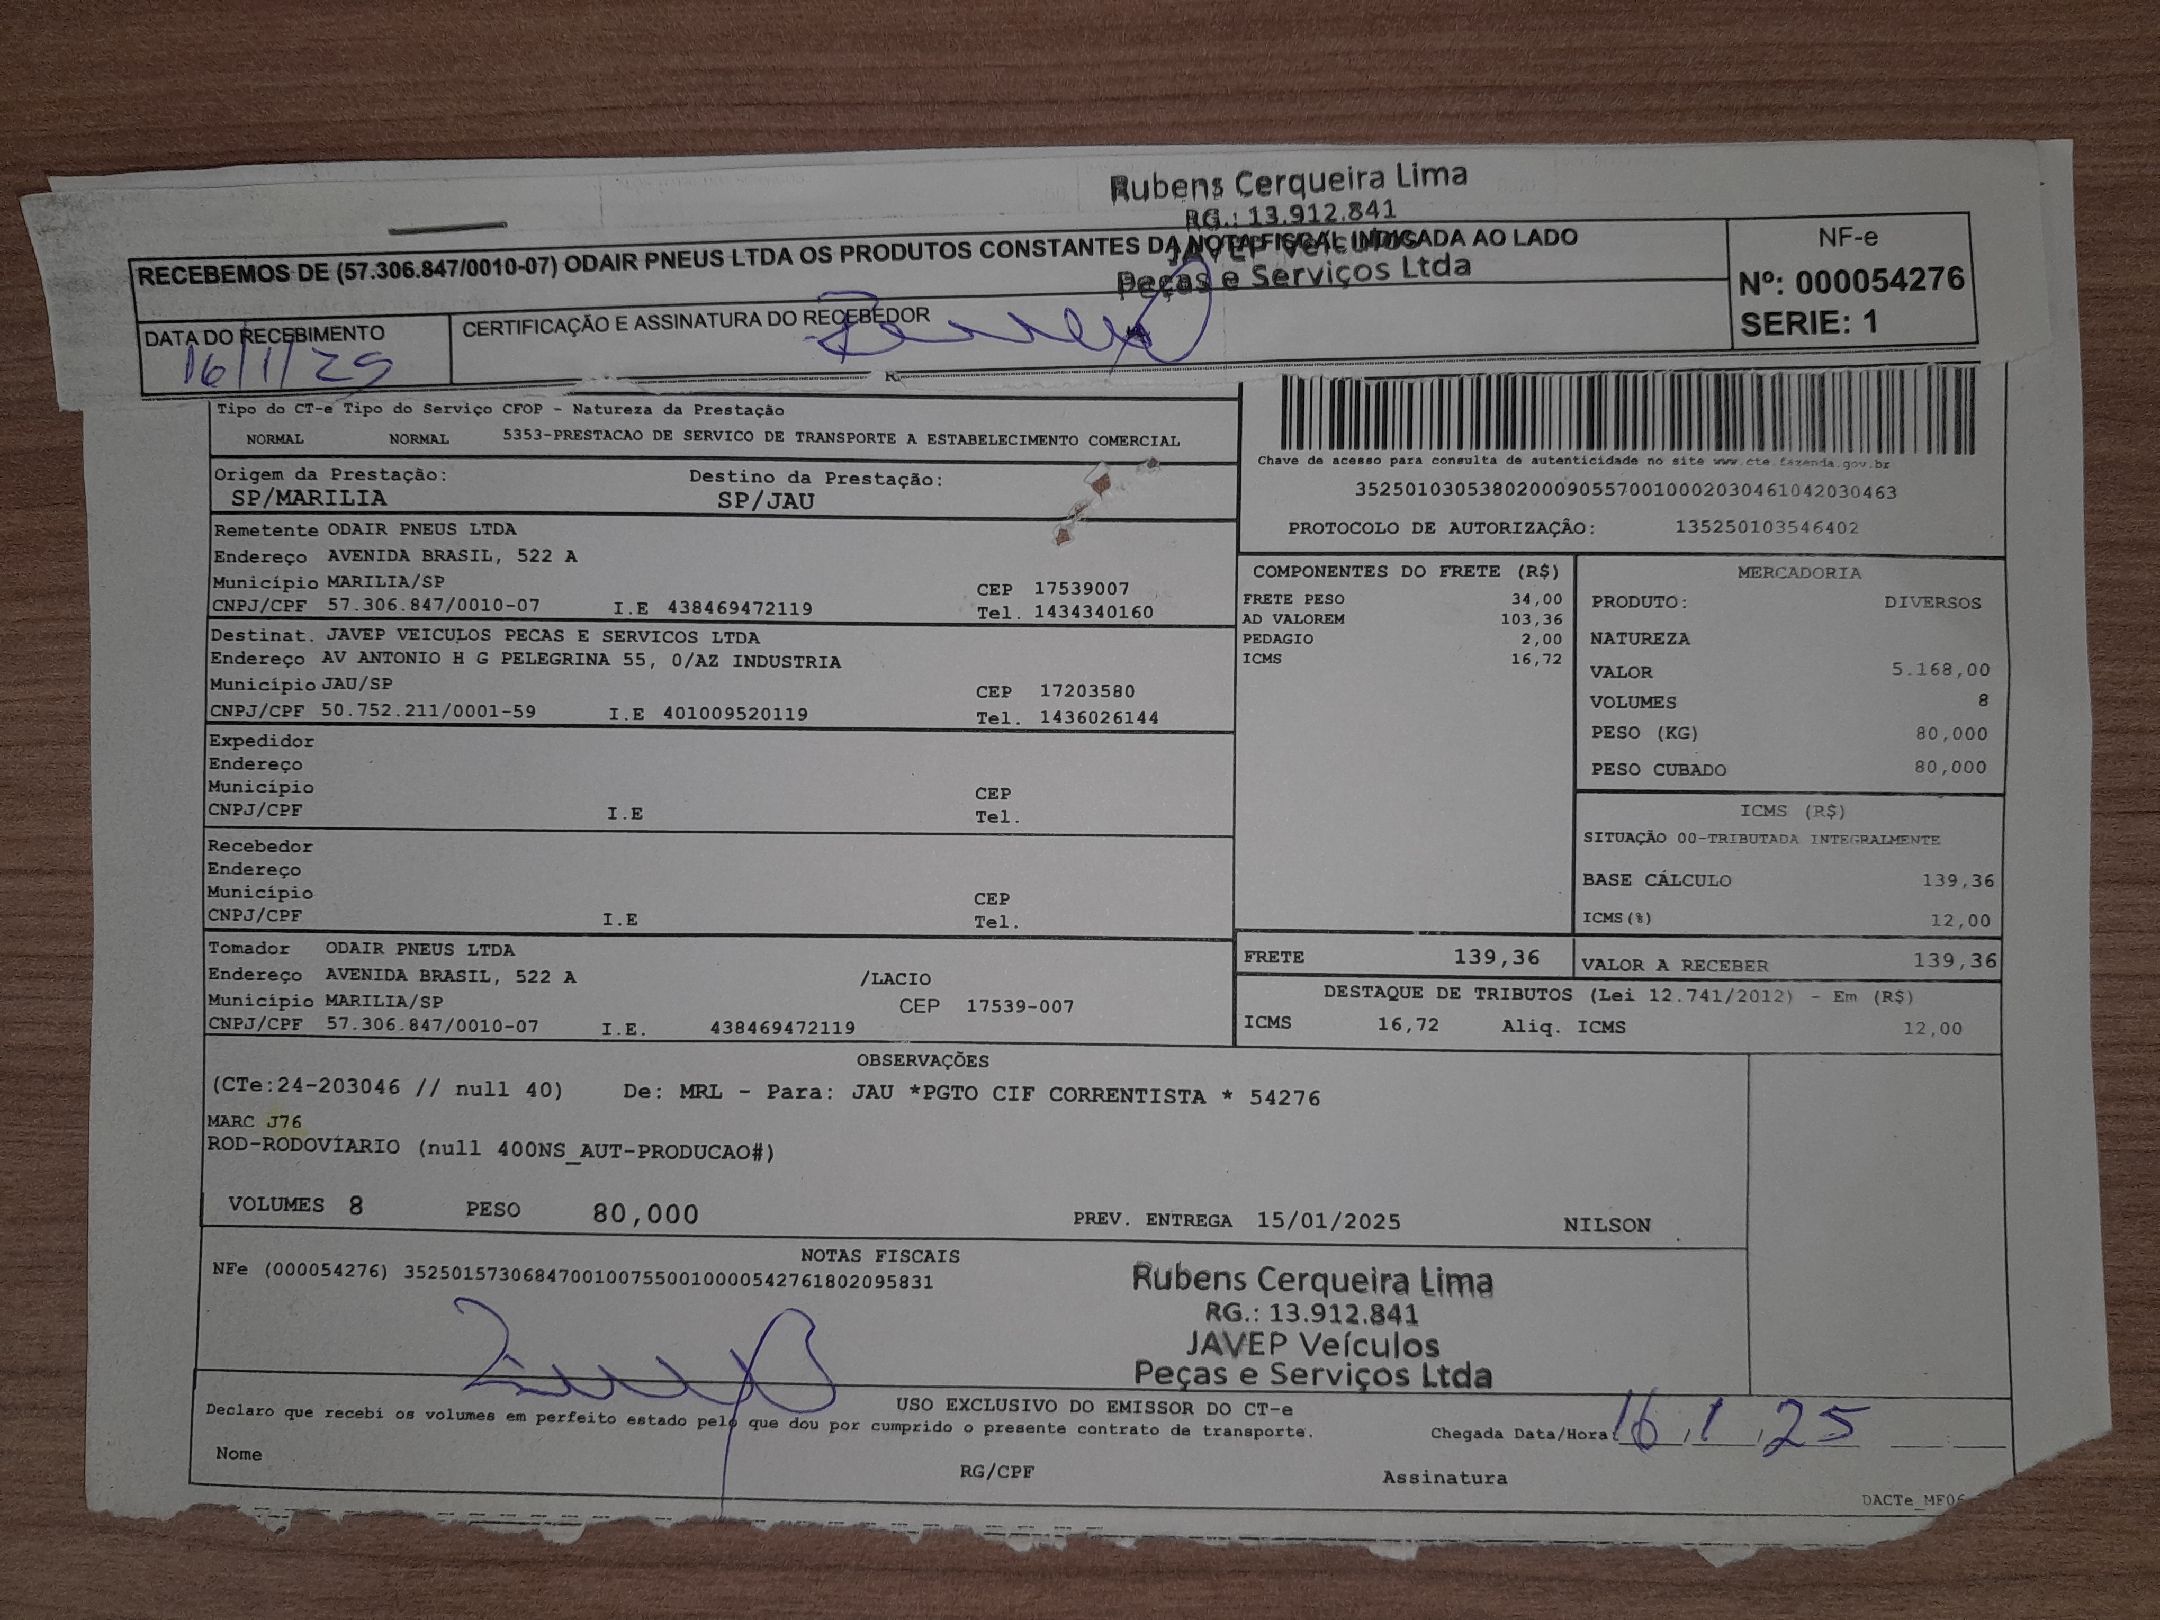 Rubens Cerqueira Lima
RG.: 13.912.841
JAVEP Veículos
Peças e Serviços Ltda
RECEBEMOS DE (57.306.847/0010-07) ODAIR PNEUS LTDA OS PRODUTOS CONSTANTES DA NOTA FISCAL INDICADA AO LADO
NF-e
Nº: 000054276
SERIE: 1
DATA DO RECEBIMENTO
16/1/25
CERTIFICAÇÃO E ASSINATURA DO RECEBEDOR
Tipo do CT-e Tipo do Serviço CFOP - Natureza da Prestação
NORMAL NORMAL 5353-PRESTACAO DE SERVICO DE TRANSPORTE A ESTABELECIMENTO COMERCIAL
Origem da Prestação: Destino da Prestação:
SP/MARILIA SP/JAU
Chave de acesso para consulta de autenticidade no site www.cte.fazenda.gov.br
35250103053802000905570010002030461042030463
PROTOCOLO DE AUTORIZAÇÃO: 135250103546402
Remetente ODAIR PNEUS LTDA
Endereço AVENIDA BRASIL, 522 A
Município MARILIA/SP CEP 17539007
CNPJ/CPF 57.306.847/0010-07 I.E 438469472119 Tel. 1434340160
Destinat. JAVEP VEICULOS PECAS E SERVICOS LTDA
Endereço AV ANTONIO H G PELEGRINA 55, 0/AZ INDUSTRIA
Município JAU/SP CEP 17203580
CNPJ/CPF 50.752.211/0001-59 I.E 401009520119 Tel. 1436026144
Expedidor
Endereço
Município CEP
CNPJ/CPF I.E Tel.
Recebedor
Endereço
Município CEP
CNPJ/CPF I.E Tel.
Tomador ODAIR PNEUS LTDA
Endereço AVENIDA BRASIL, 522 A /LACIO
Município MARILIA/SP CEP 17539-007
CNPJ/CPF 57.306.847/0010-07 I.E. 438469472119
COMPONENTES DO FRETE (R$)
FRETE PESO 34,00
AD VALOREM 103,36
PEDAGIO 2,00
ICMS 16,72
MERCADORIA
PRODUTO: DIVERSOS
NATUREZA
VALOR 5.168,00
VOLUMES 8
PESO (KG) 80,000
PESO CUBADO 80,000
ICMS (R$)
SITUAÇÃO 00-TRIBUTADA INTEGRALMENTE
BASE CÁLCULO 139,36
ICMS(%) 12,00
FRETE 139,36 VALOR A RECEBER 139,36
DESTAQUE DE TRIBUTOS (Lei 12.741/2012) - Em (R$)
ICMS 16,72 Aliq. ICMS 12,00
OBSERVAÇÕES
(CTe:24-203046 // null 40) De: MRL - Para: JAU *PGTO CIF CORRENTISTA * 54276
MARC J76
ROD-RODOVIARIO (null 400NS_AUT-PRODUCAO#)
VOLUMES 8 PESO 80,000 PREV. ENTREGA 15/01/2025 NILSON
NOTAS FISCAIS
NFe (000054276) 35250157306847001007550010000542761802095831
Rubens Cerqueira Lima
RG.: 13.912.841
JAVEP Veículos
Peças e Serviços Ltda
USO EXCLUSIVO DO EMISSOR DO CT-e
Declaro que recebi os volumes em perfeito estado pelo que dou por cumprido o presente contrato de transporte.
Chegada Data/Hora: 16/1/25
Nome RG/CPF Assinatura